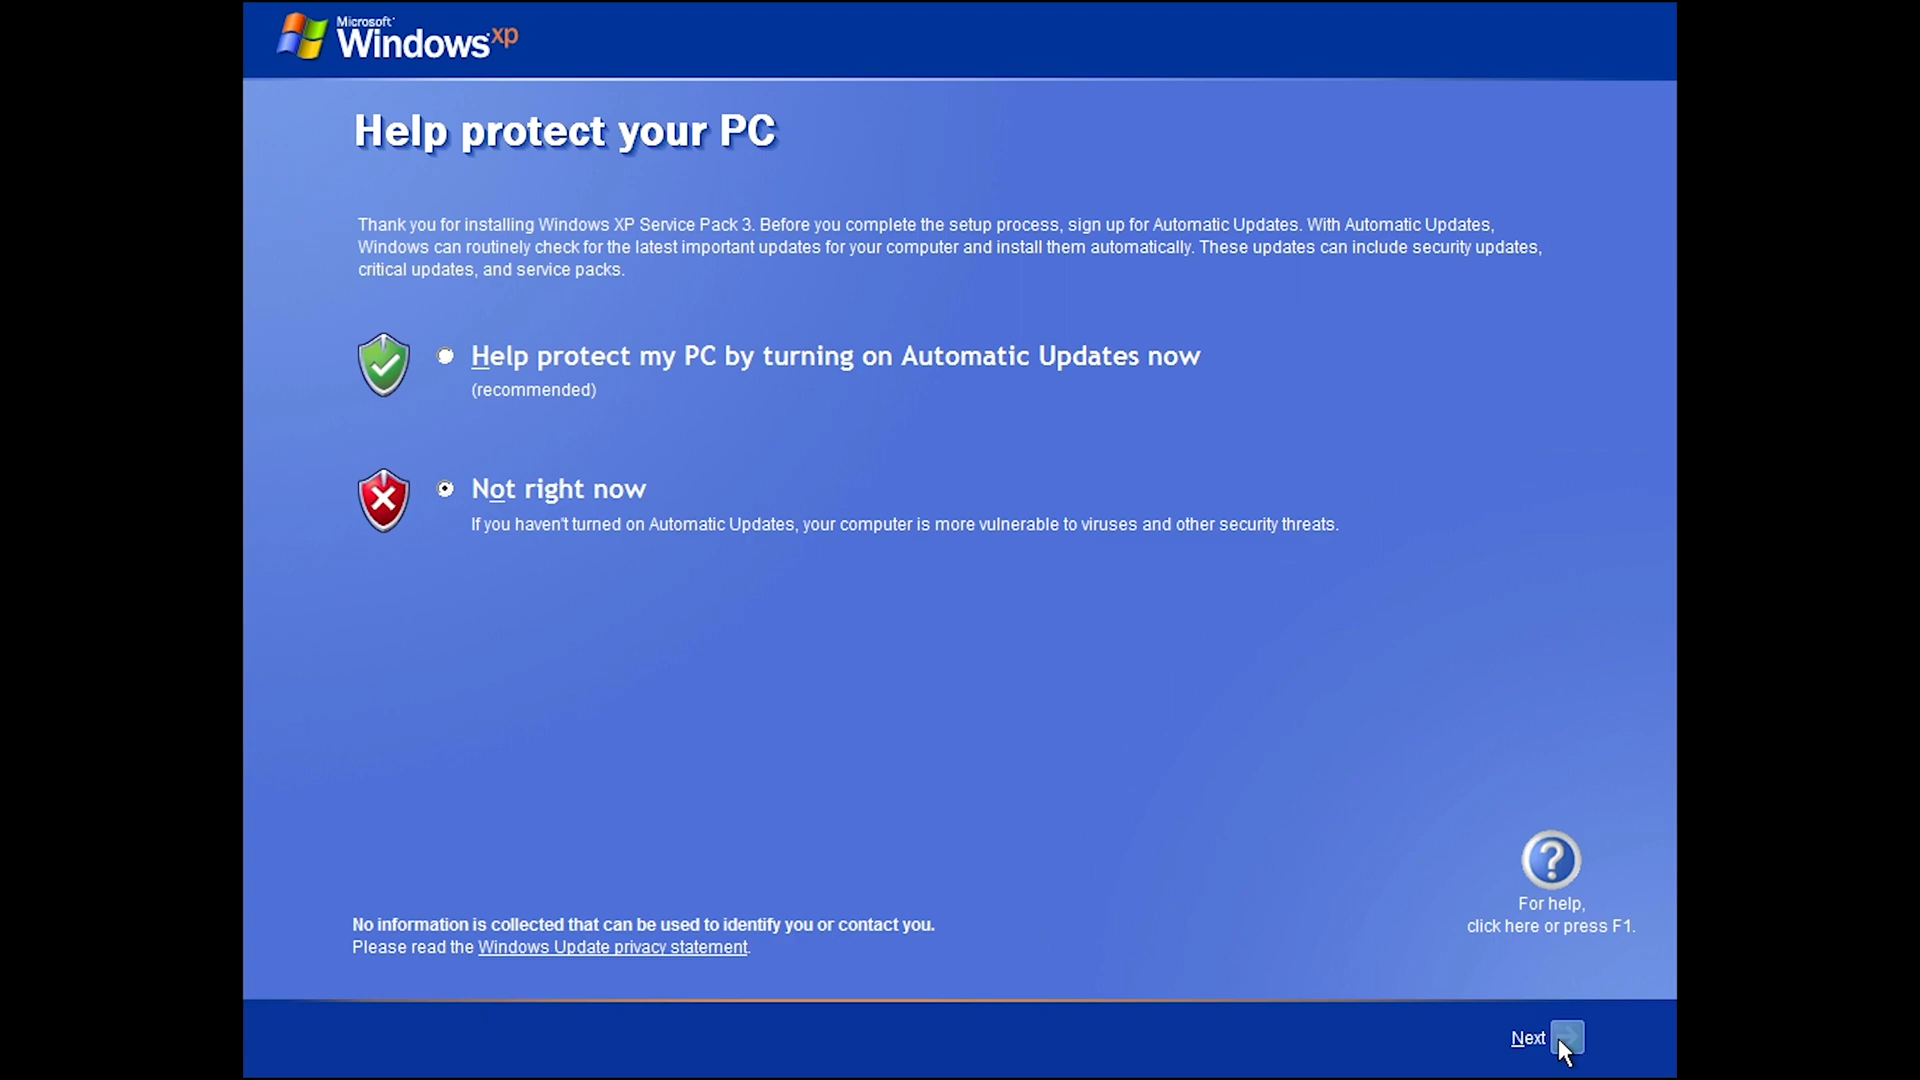 Microsoft
Windows xp
Help protect your PC
Thank you for installing Windows XP Service Pack 3. Before you complete the setup process, sign up for Automatic Updates. With Automatic Updates,
Windows can routinely check for the latest important updates for your computer and install them automatically. These updates can include security updates,
critical updates, and service packs.
Help protect my PC by turning on Automatic Updates now
(recommended)
Not right now
If you haven't turned on Automatic Updates, your computer is more vulnerable to viruses and other security threats.
For help,
click here or press F1.
No information is collected that can be used to identify you or contact you.
Please read the Windows Update privacy statement.
Next